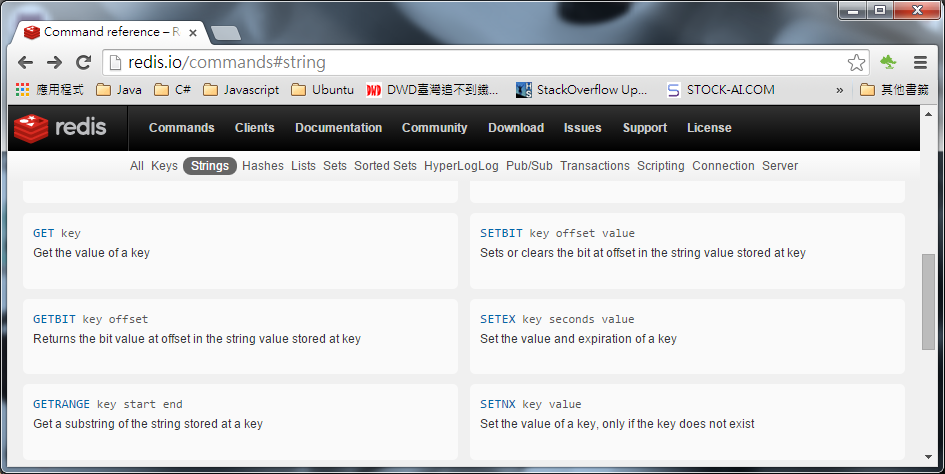 Command reference – R
redis.io/commands#string
應用程式 Java C# Javascript Ubuntu DWD臺灣追不到鐵... StackOverflow Up... STOCK-AI.COM » 其他書籤
redis Commands Clients Documentation Community Download Issues Support License
All Keys Strings Hashes Lists Sets Sorted Sets HyperLogLog Pub/Sub Transactions Scripting Connection Server
GET key
Get the value of a key
SETBIT key offset value
Sets or clears the bit at offset in the string value stored at key
GETBIT key offset
Returns the bit value at offset in the string value stored at key
SETEX key seconds value
Set the value and expiration of a key
GETRANGE key start end
Get a substring of the string stored at a key
SETNX key value
Set the value of a key, only if the key does not exist